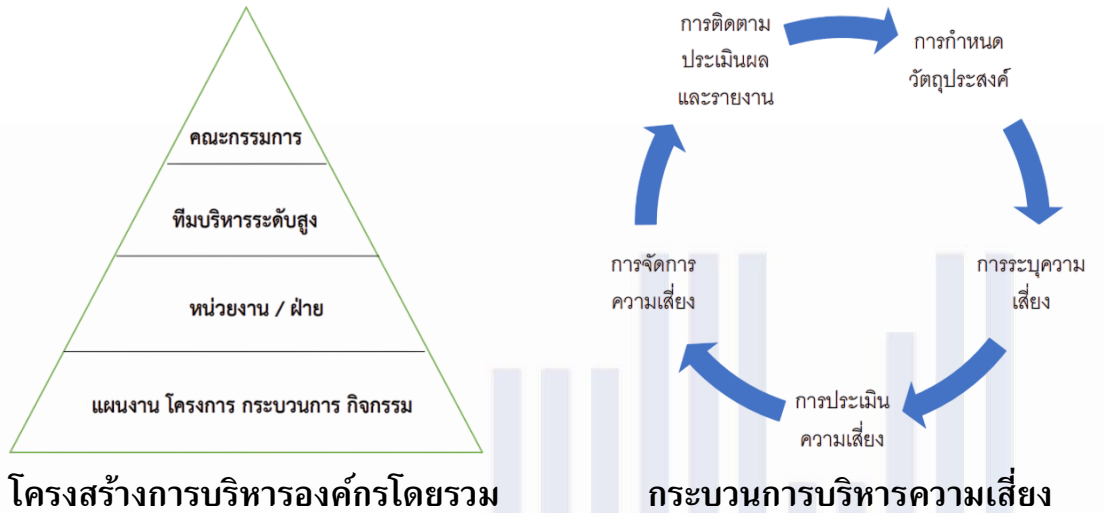 คณะกรรมการ
ทีมบริหารระดับสูง
หน่วยงาน / ฝ่าย
แผนงาน โครงการ กระบวนการ กิจกรรม
โครงสร้างการบริหารองค์กรโดยรวม
การติดตาม
ประเมินผล
และรายงาน
การกำหนด
วัตถุประสงค์
การระบุความ
เสี่ยง
การประเมิน
ความเสี่ยง
การจัดการ
ความเสี่ยง
กระบวนการบริหารความเสี่ยง